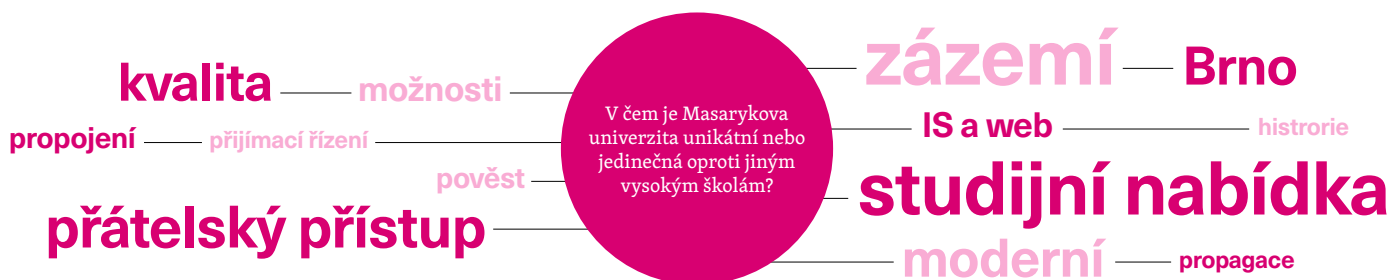 kvalita možnosti
propojení přijímací řízení
pověst
přátelský přístup
V čem je Masarykova
univerzita unikátní nebo
jedinečná oproti jiným
vysokým školám?
zázemí Brno
IS a web histrorie
studijní nabídka
moderní propagace